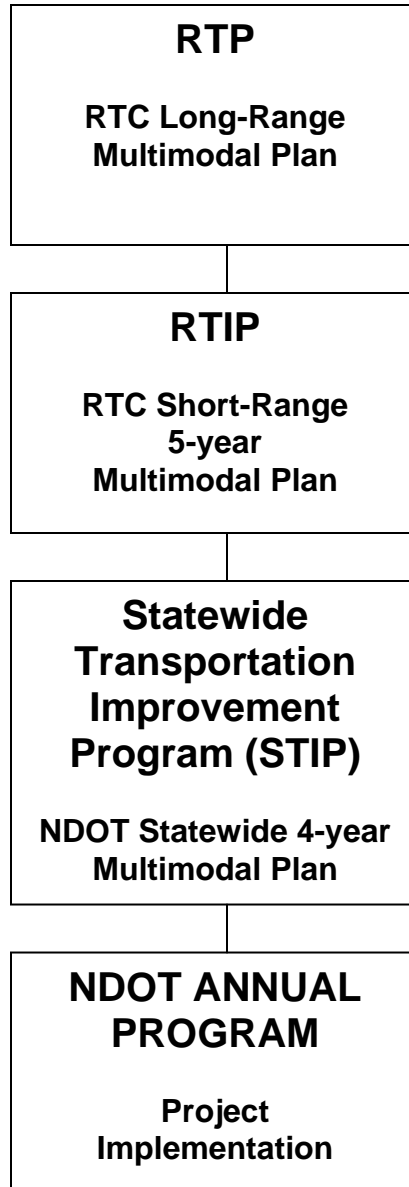 RTP
RTC Long-Range
Multimodal Plan
RTIP
RTC Short-Range
5-year
Multimodal Plan
Statewide
Transportation
Improvement
Program (STIP)
NDOT Statewide 4-year
Multimodal Plan
NDOT ANNUAL
PROGRAM
Project
Implementation